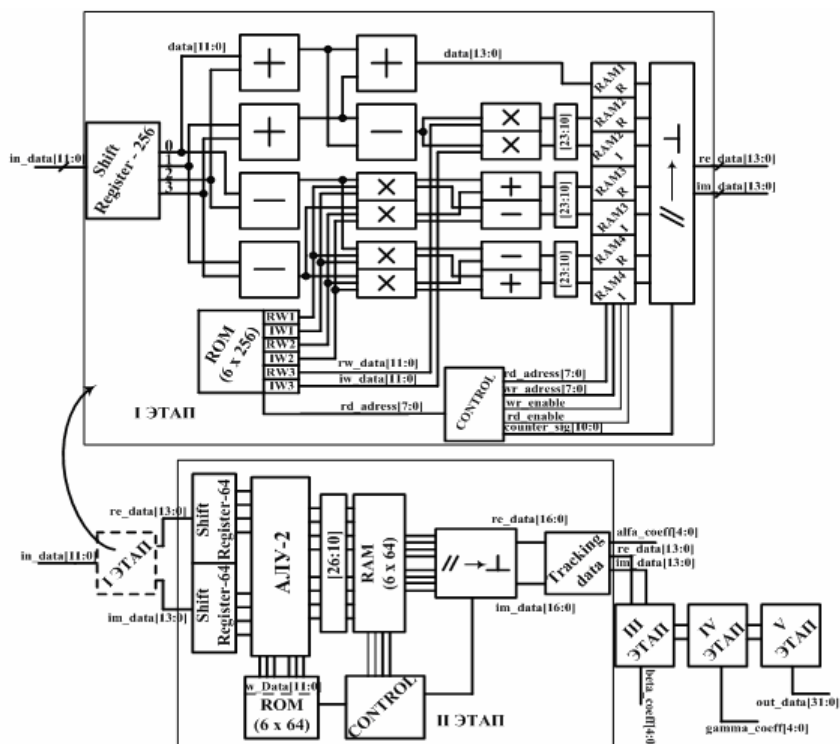 data[11:0]
data[13:0]
in_data[11:0]
Shift
Register - 256
0
1
2
3
+
+
+
−
−
−
×
×
×
×
×
×
+
−
−
+
[23:10]
[23:10]
[23:10]
RAM1
R
RAM2
R
RAM2
I
RAM3
R
RAM3
I
RAM4
R
RAM4
I
// → ⊥
re_data[13:0]
im_data[13:0]
ROM
(6 x 256)
RW1
IW1
RW2
IW2
RW3
IW3
rw_data[11:0]
iw_data[11:0]
rd_adress[7:0]
CONTROL
rd_adress[7:0]
wr_adress[7:0]
wr_enable
rd_enable
counter_sig[10:0]
I ЭТАП
in_data[11:0]
I ЭТАП
re_data[13:0]
im_data[13:0]
Shift
Register-64
Shift
Register-64
АЛУ-2
[26:10]
RAM
(6 x 64)
// → ⊥
re_data[16:0]
im_data[16:0]
Tracking
data
alfa_coeff[4:0]
re_data[13:0]
im_data[13:0]
w_Data[11:0]
ROM
(6 x 64)
CONTROL
II ЭТАП
III
ЭТАП
IV
ЭТАП
V
ЭТАП
beta_coeff[4:0]
gamma_coeff[4:0]
out_data[31:0]